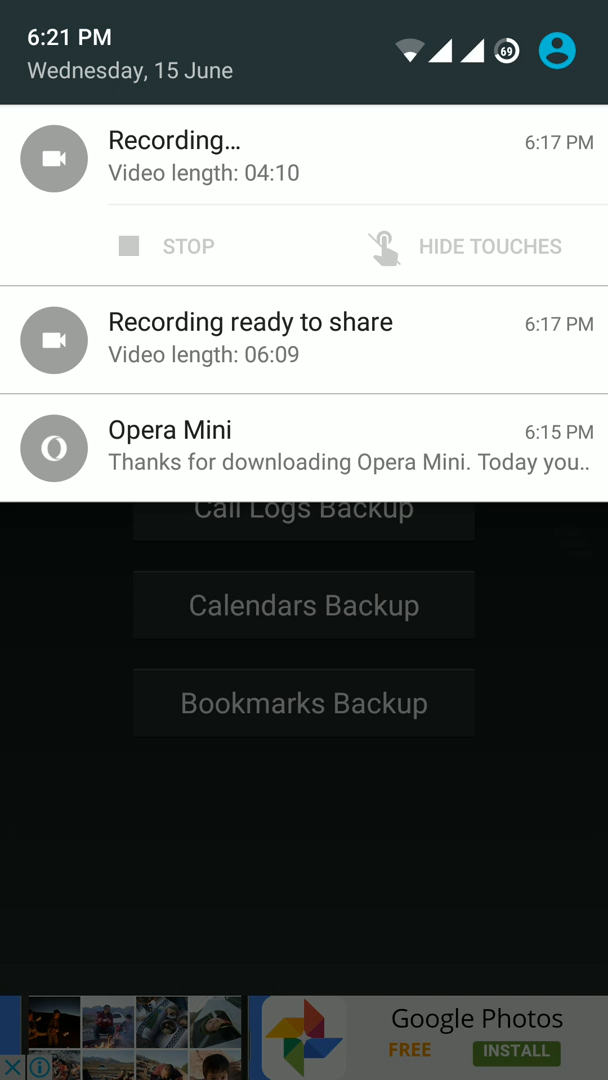 6:21 PM
69
Wednesday, 15 June
Recording...
6:17 PM
Video length: 04:10
STOP
HIDE TOUCHES
Recording ready to share
6:17 PM
Video length: 06:09
Opera Mini
6:15 PM
Thanks for downloading Opera Mini. Today you..
Call Logs Backup
Calendars Backup
Bookmarks Backup
Google Photos
FREE
INSTALL